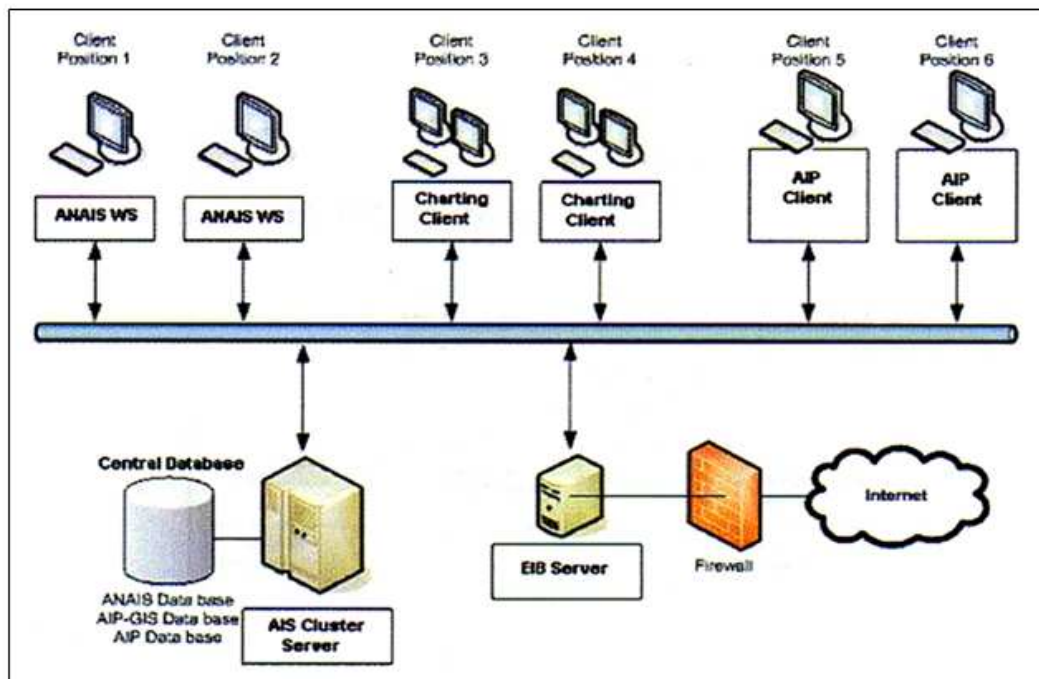 Client
Position 1
Client
Position 2
Client
Position 3
Client
Position 4
Client
Position 5
Client
Position 6
ANAIS WS
ANAIS WS
Charting
Client
Charting
Client
AIP
Client
AIP
Client
Central Database
ANAIS Data base
AIP-GIS Data base
AIP Data base
AIS Cluster
Server
EIB Server
Firewall
Internet